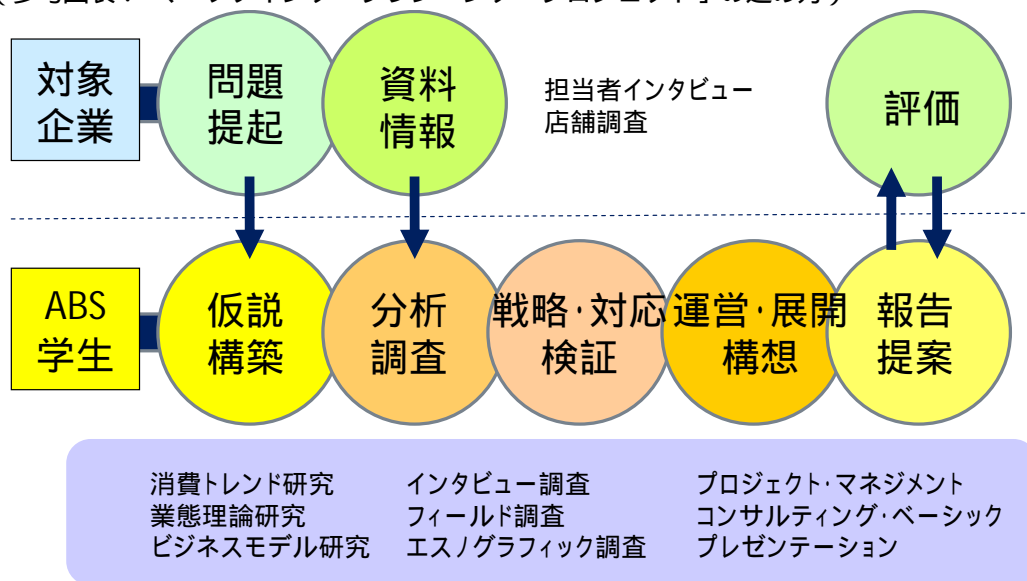 対象
企業
問題
提起
資料
情報
担当者インタビュー
店舗調査
評価
ABS
学生
仮説
構築
分析
調査
戦略・対応
検証
運営・展開
構想
報告
提案
消費トレンド研究
業態理論研究
ビジネスモデル研究
インタビュー調査
フィールド調査
エスノグラフィック調査
プロジェクト・マネジメント
コンサルティング・ベーシック
プレゼンテーション